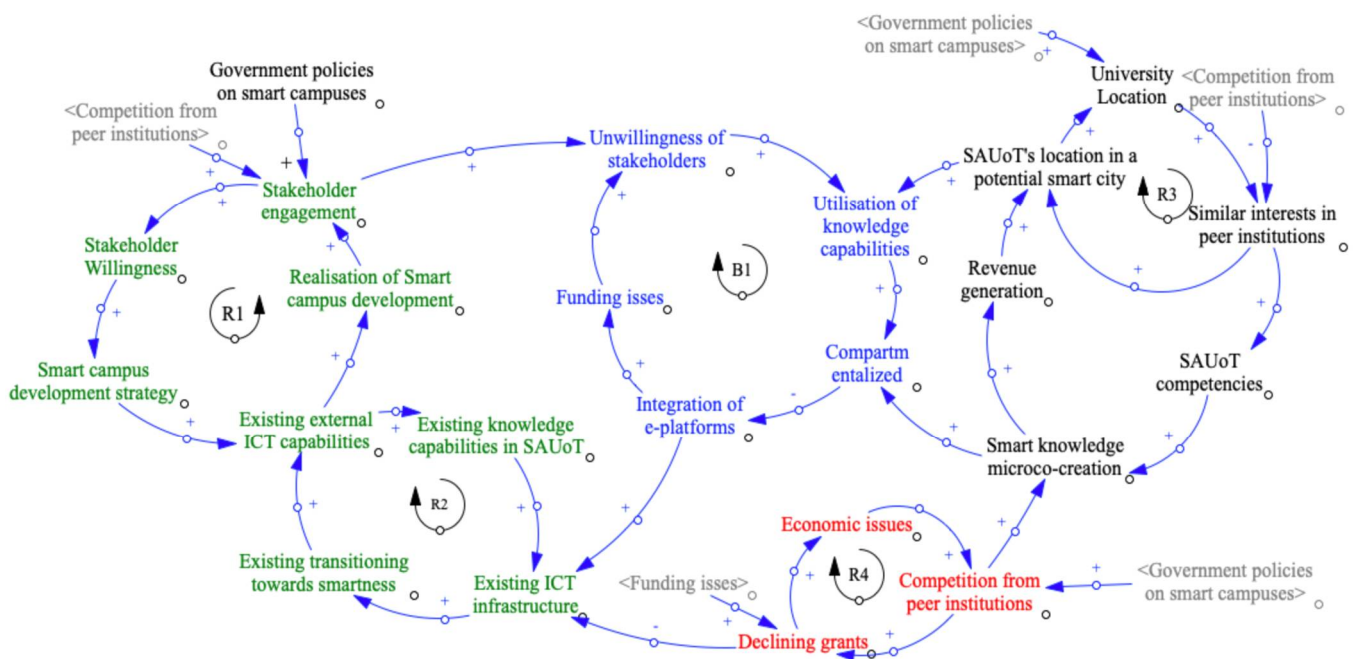 <Government policies
on smart campuses>
Government policies
on smart campuses
<Competition from
peer institutions>
University
Location
<Competition from
peer institutions>
Unwillingness of
stakeholders
SAUoT's location in a
potential smart city
Stakeholder
engagement
Utilisation of
knowledge
capabilities
R3
Similar interests in
peer institutions
Stakeholder
Willingness
Realisation of Smart
campus development
B1
Revenue
generation
R1
Funding isses
Smart campus
development strategy
Compartm
entalized
SAUoT
competencies
Existing external
ICT capabilities
Existing knowledge
capabilities in SAUoT
Integration of
e-platforms
Smart knowledge
microco-creation
R2
Economic issues
Existing transitioning
towards smartness
Existing ICT
infrastructure
<Funding isses>
R4
Competition from
peer institutions
<Government policies
on smart campuses>
Declining grants